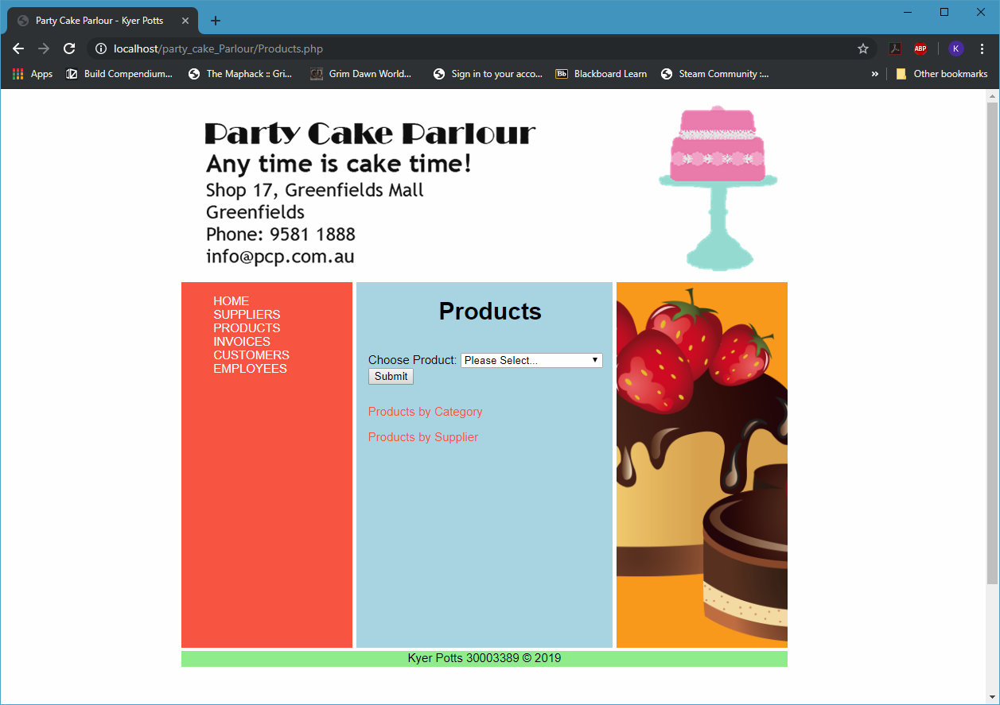 Party Cake Parlour - Kyer Potts
localhost/party_cake_Parlour/Products.php
ABP
K
Apps
Build Compendium...
The Maphack :: Gri...
GD
Grim Dawn World...
Sign in to your acco...
Bb
Blackboard Learn
Steam Community :...
»
Other bookmarks
Party Cake Parlour
Any time is cake time!
Shop 17, Greenfields Mall
Greenfields
Phone: 9581 1888
info@pcp.com.au
HOME
SUPPLIERS
PRODUCTS
INVOICES
CUSTOMERS
EMPLOYEES
Products
Choose Product: Please Select...
Submit
Products by Category
Products by Supplier
Kyer Potts 30003389 © 2019